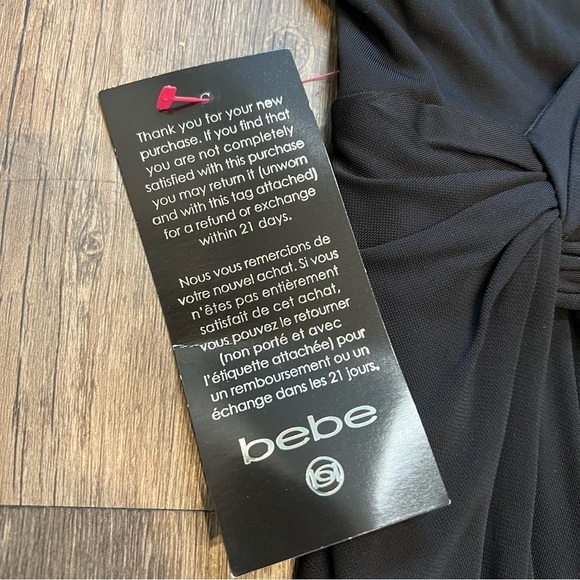 Thank you for your new
purchase. If you find that
you are not completely
satisfied with this purchase
you may return it (unworn
and with this tag attached)
for a refund or exchange
within 21 days.
Nous vous remercions de
votre nouvel achat. Si vous
n'êtes pas entièrement
satisfait de cet achat,
vous pouvez le retourner
(non porté et avec
l'étiquette attachée) pour
un remboursement ou un
échange dans les 21 jours.
bebe